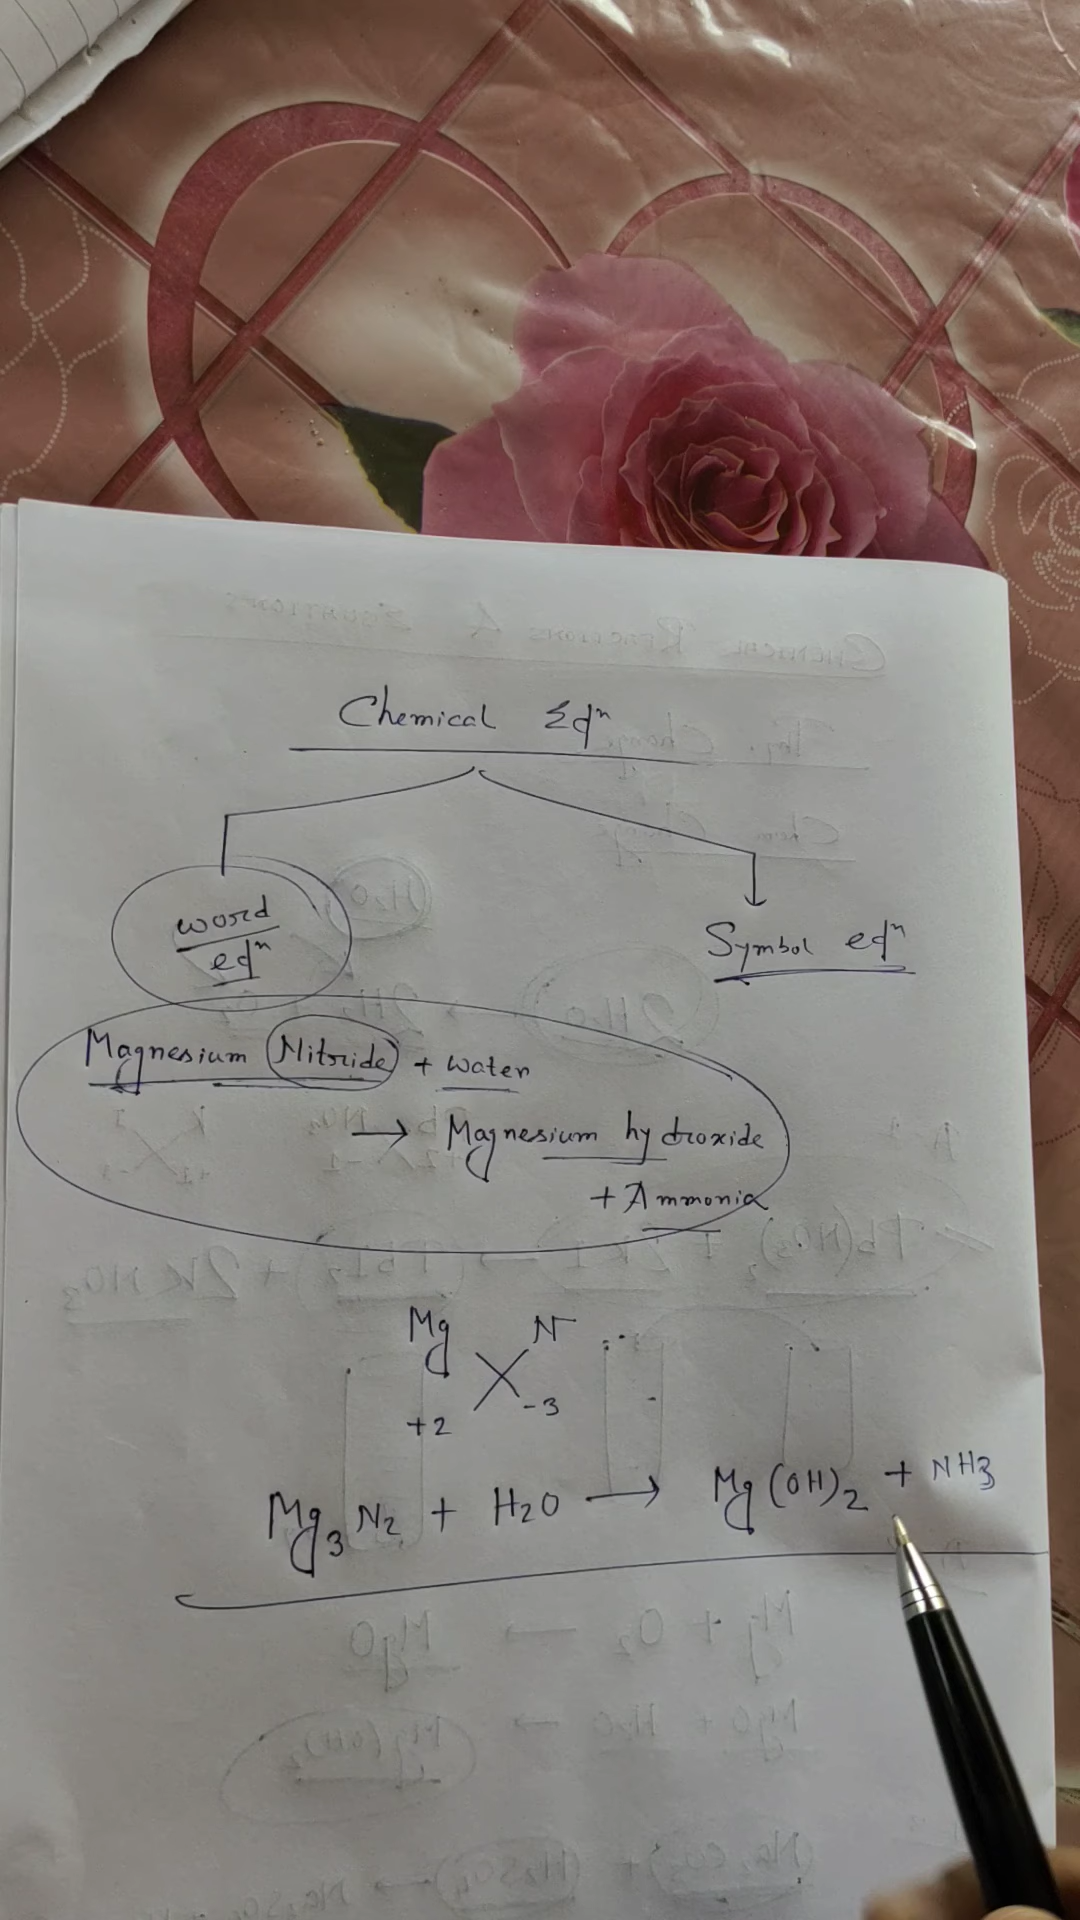 Chemical Eqⁿ
word
eqⁿ
Symbol eqⁿ
Magnesium Nitride + water
→ Magnesium hydroxide
+ Ammonia
Mg N
+2 -3
Mg₃N₂ + H₂O → Mg(OH)₂ + NH₃